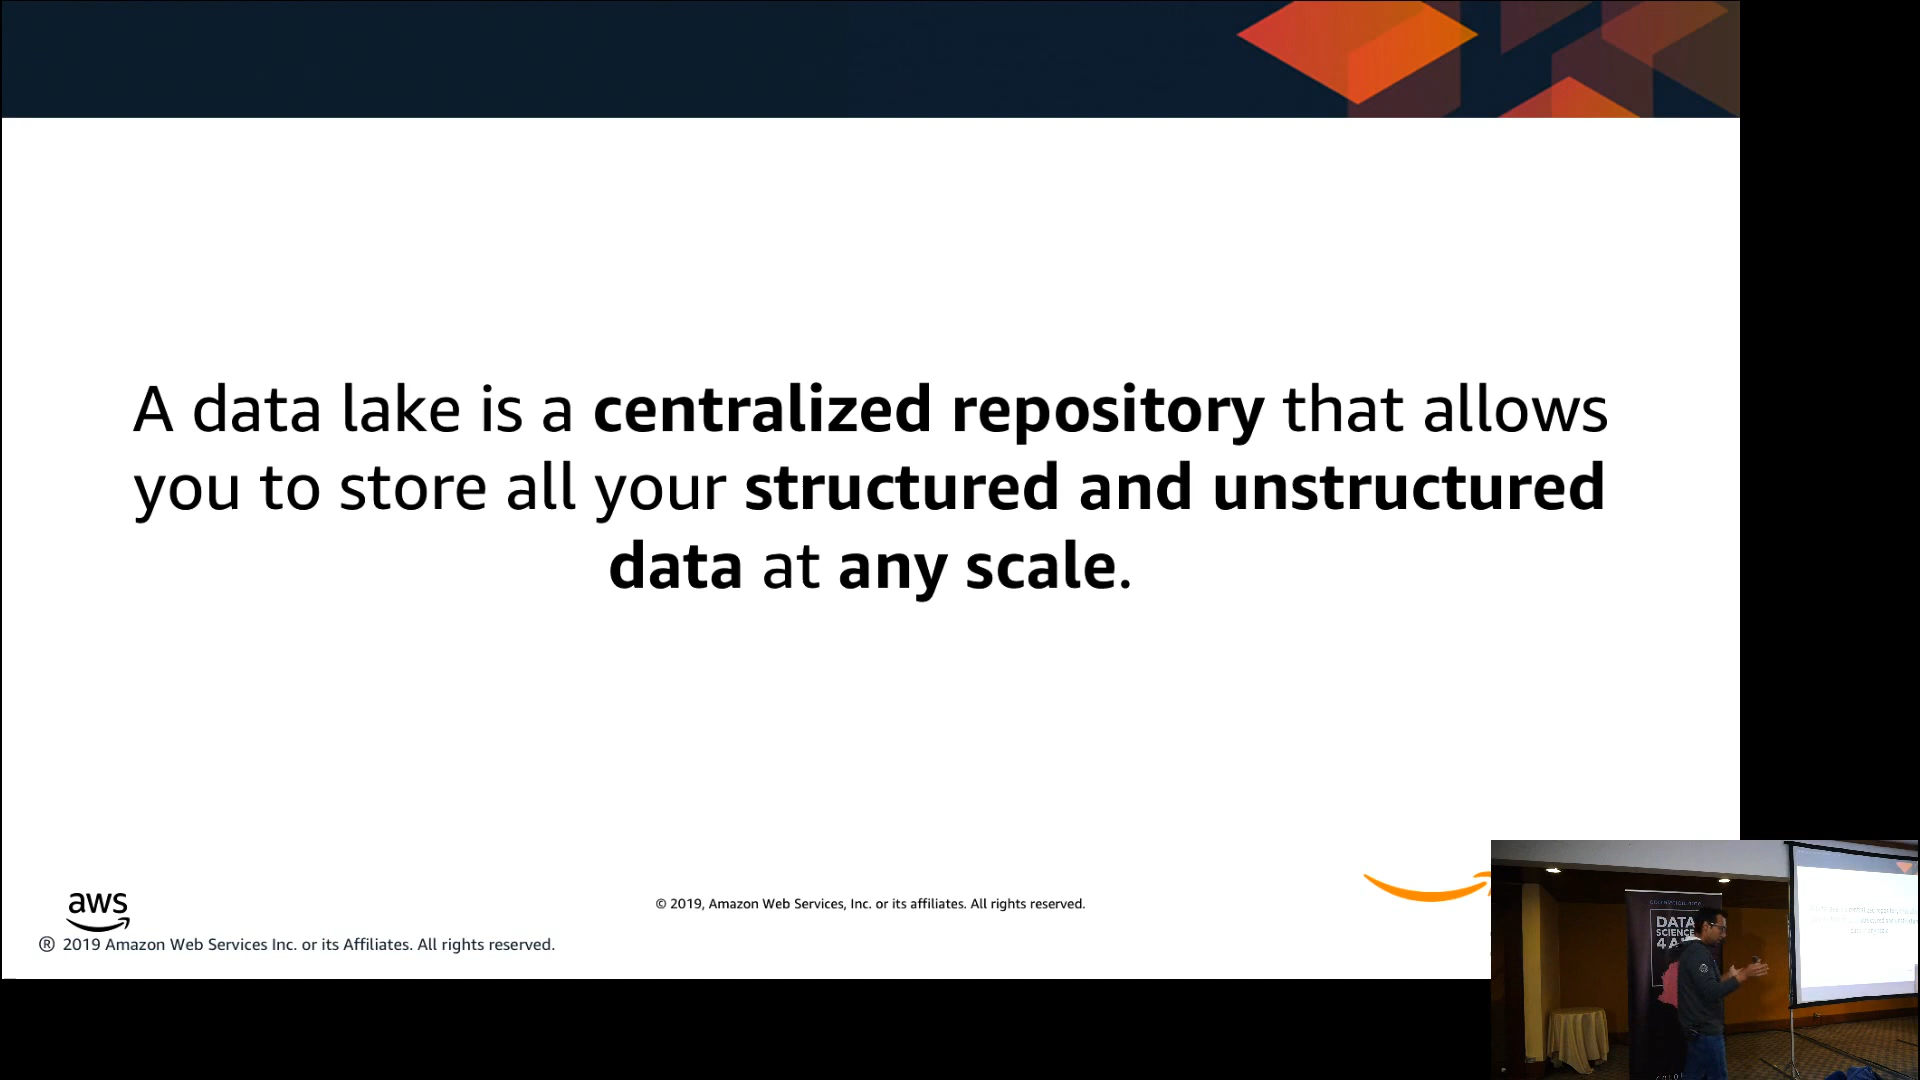 A data lake is a centralized repository that allows
you to store all your structured and unstructured
data at any scale.
aws
© 2019, Amazon Web Services, Inc. or its affiliates. All rights reserved.
® 2019 Amazon Web Services Inc. or its Affiliates. All rights reserved.
DATA
SCIENCE